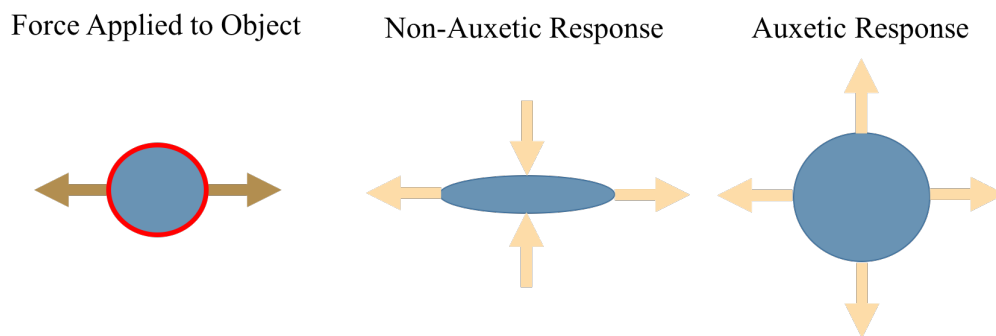 Force Applied to Object
Non-Auxetic Response
Auxetic Response